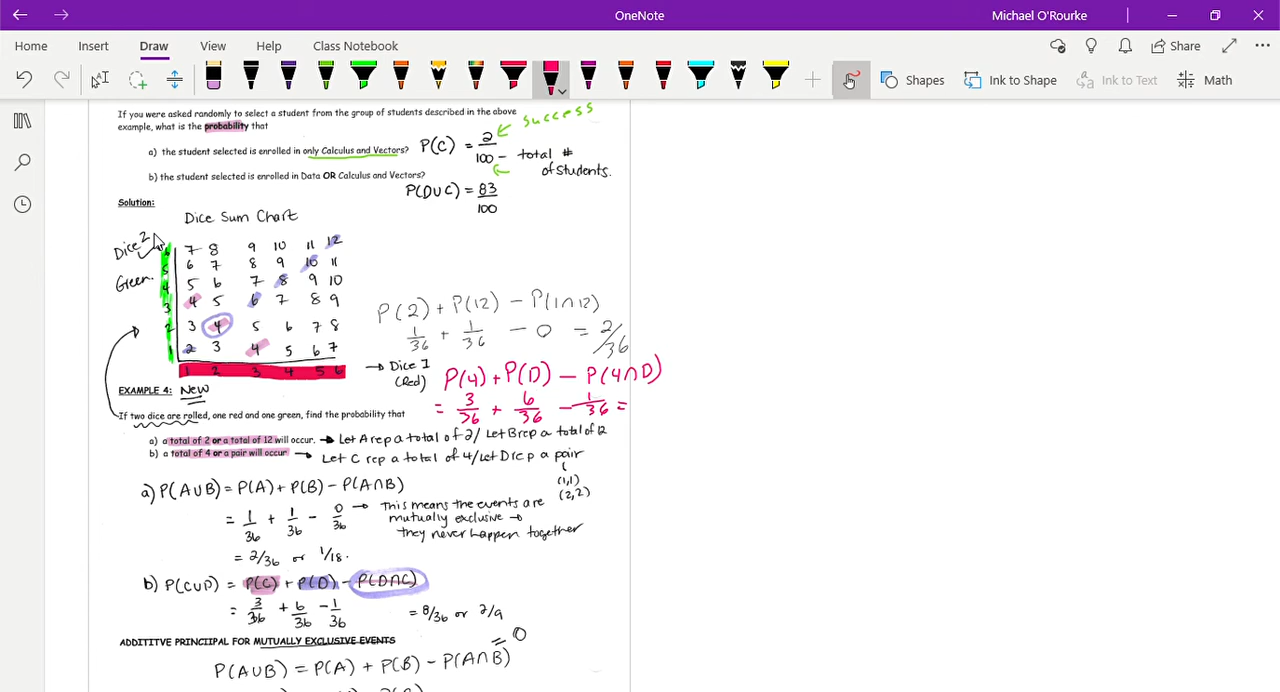 OneNote
Michael O'Rourke
Home Insert Draw View Help Class Notebook
Share
Shapes Ink to Shape Ink to Text Math
If you were asked randomly to select a student from the group of students described in the above
example, what is the probability that
success
a) the student selected is enrolled in only Calculus and Vectors? P(C) = 2/100 - total #
of students.
b) the student selected is enrolled in Data OR Calculus and Vectors?
P(D∪C) = 83/100
Solution:
Dice Sum Chart
Dice 2
Green
6 7 8 9 10 11 12
5 6 7 8 9 10 11
4 5 6 7 8 9 10
3 4 5 6 7 8 9
2 3 4 5 6 7 8
1 2 3 4 5 6 7
1 2 3 4 5 6
→ Dice 1
(Red)
P(2) + P(12) - P(1∩12)
1/36 + 1/36 - 0 = 2/36
P(4) + P(D) - P(4∩D)
= 3/36 + 6/36 - 1/36 =
EXAMPLE 4: New
If two dice are rolled, one red and one green, find the probability that
a) a total of 2 or a total of 12 will occur. → Let A rep a total of 2/ Let B rep a total of 12
b) a total of 4 or a pair will occur → Let C rep a total of 4/Let D rep a pair
(1,1)
(2,2)
a) P(A∪B) = P(A) + P(B) - P(A∩B)
= 1/36 + 1/36 - 0/36 → This means the events are
mutually exclusive →
they never happen together
= 2/36 or 1/18.
b) P(C∪D) = P(C) + P(D) - P(D∩C)
= 3/36 + 6/36 - 1/36 = 8/36 or 2/9
ADDITITVE PRINCIIPAL FOR MUTUALLY EXCLUSIVE EVENTS
= 0
P(A∪B) = P(A) + P(B) - P(A∩B)